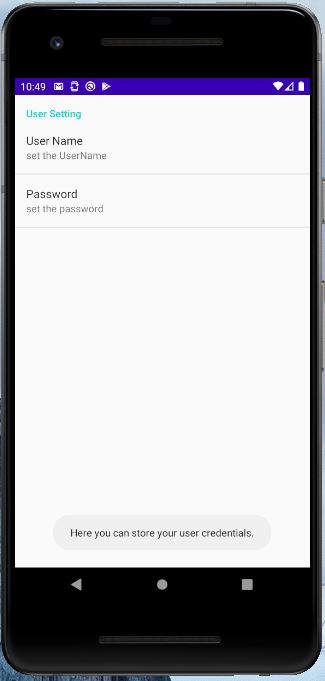 10:49
User Setting
User Name
set the UserName
Password
set the password
Here you can store your user credentials.